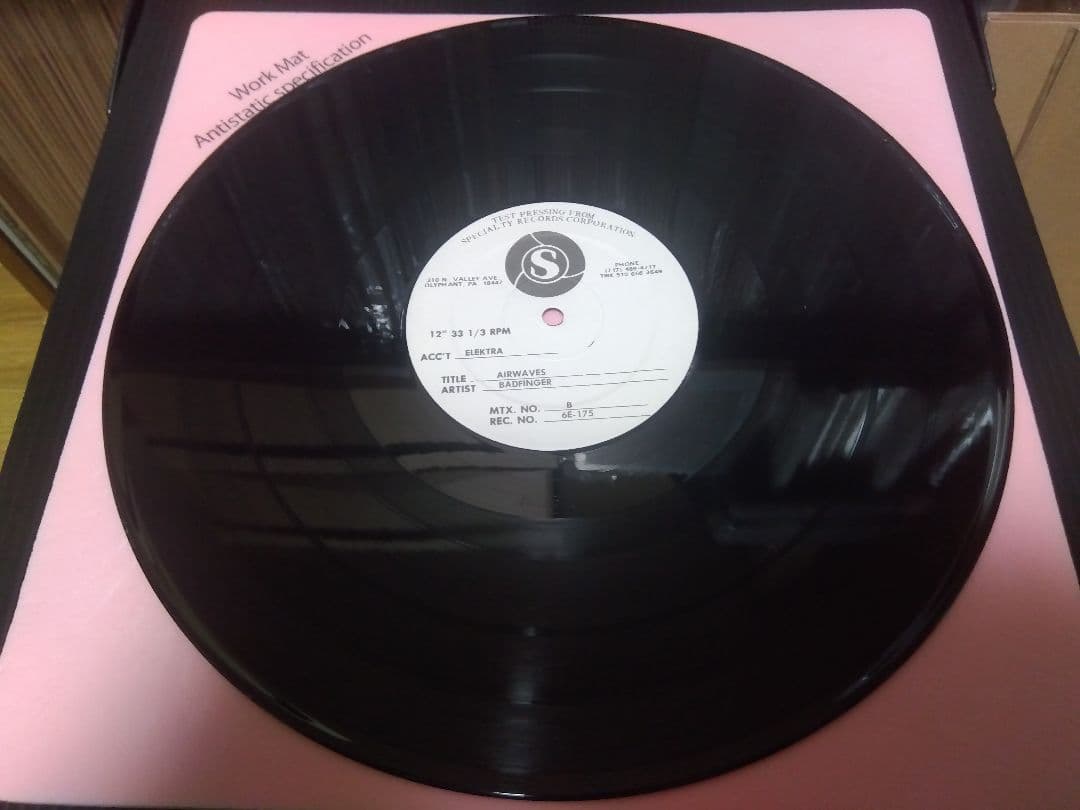 Work Mat
Antistatic specification
TEST PRESSING FROM
SPECIALTY RECORDS CORPORATION
S
210 N. VALLEY AVE.
OLYPHANT, PA 18447
PHONE
12" 33 1/3 RPM
ACC'T ELEKTRA
TITLE AIRWAVES
ARTIST BADFINGER
MTX. NO. B
REC. NO. 6E-175